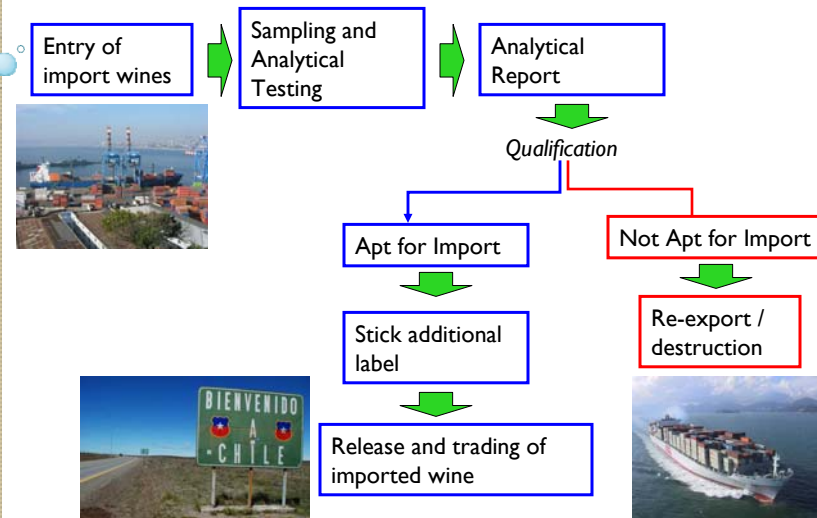 Entry of
import wines
Sampling and
Analytical
Testing
Analytical
Report
Qualification
Apt for Import
Not Apt for Import
Stick additional
label
Re-export /
destruction
BIENVENIDO
A
CHILE
Release and trading of
imported wine